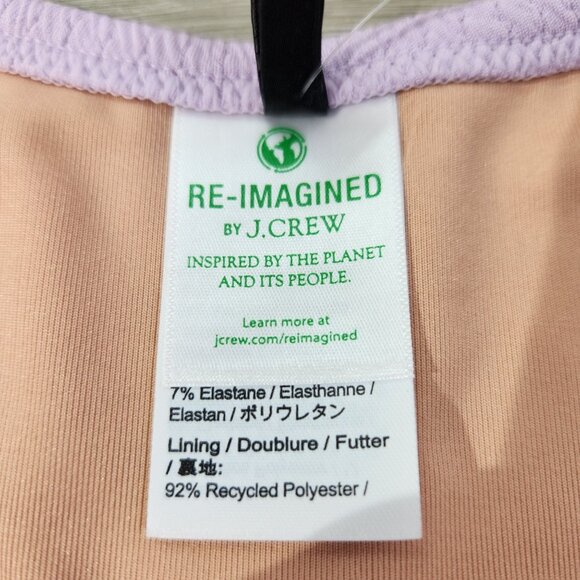 RE-IMAGINED
BY J.CREW
INSPIRED BY THE PLANET
AND ITS PEOPLE.
Learn more at
jcrew.com/reimagined
7% Elastane / Elasthanne /
Elastan / ポリウレタン
Lining / Doublure / Futter
/ 裏地:
92% Recycled Polyester /